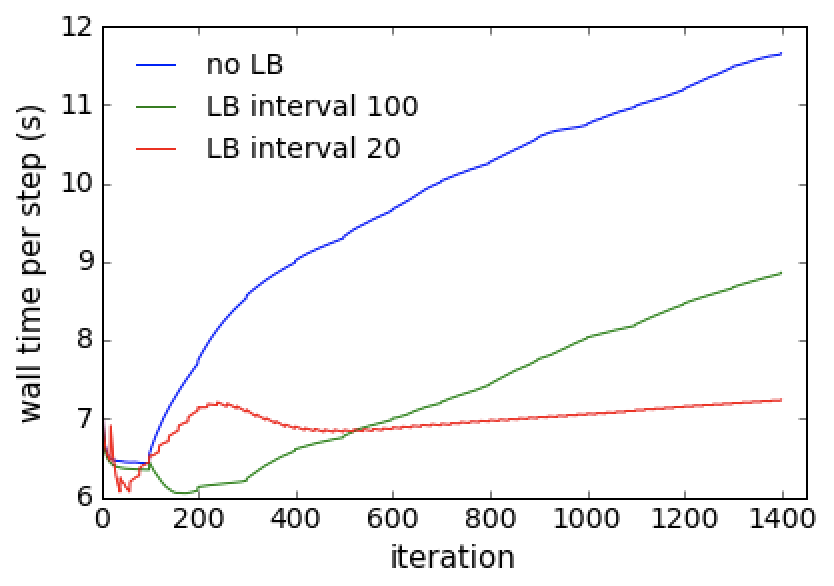 12
11
10
9
8
7
6
wall time per step (s)
no LB
LB interval 100
LB interval 20
0 200 400 600 800 1000 1200 1400
iteration